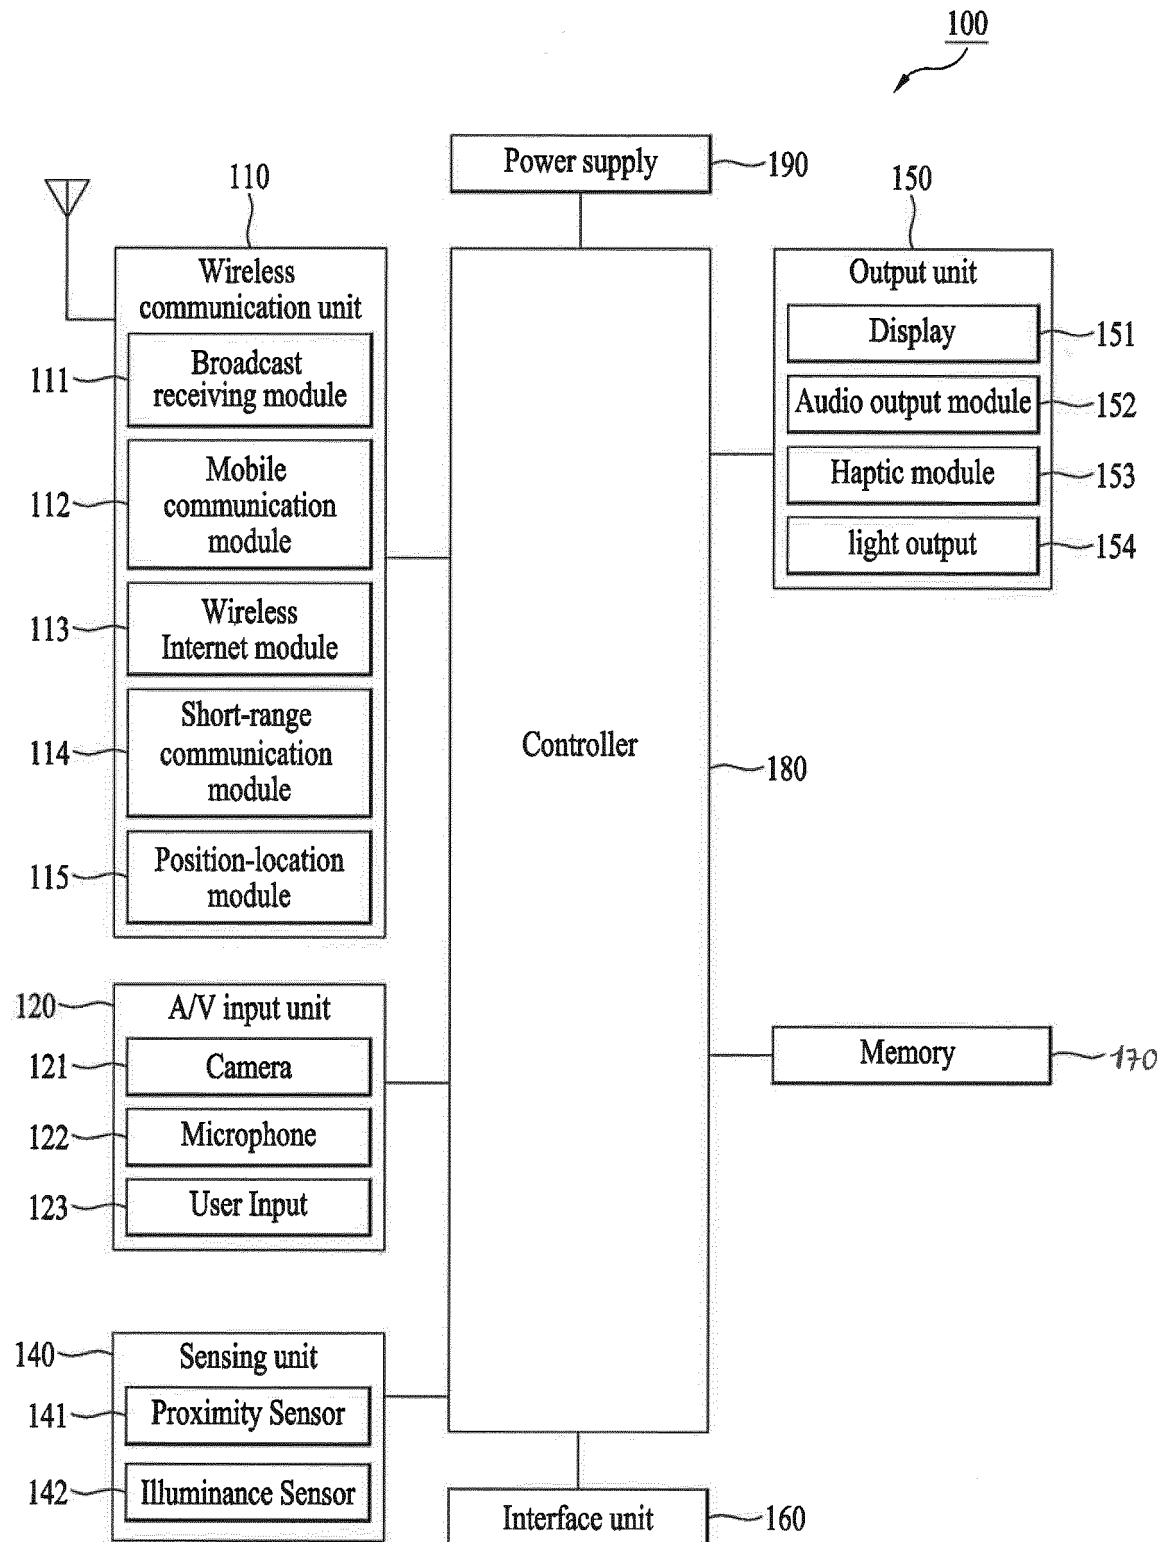 100
Power supply
190
110
Wireless
communication unit
111
Broadcast
receiving module
112
Mobile
communication
module
113
Wireless
Internet module
114
Short-range
communication
module
115
Position-location
module
120
A/V input unit
121
Camera
122
Microphone
123
User Input
140
Sensing unit
141
Proximity Sensor
142
Illuminance Sensor
Controller
180
150
Output unit
Display
151
Audio output module
152
Haptic module
153
light output
154
Memory
170
Interface unit
160